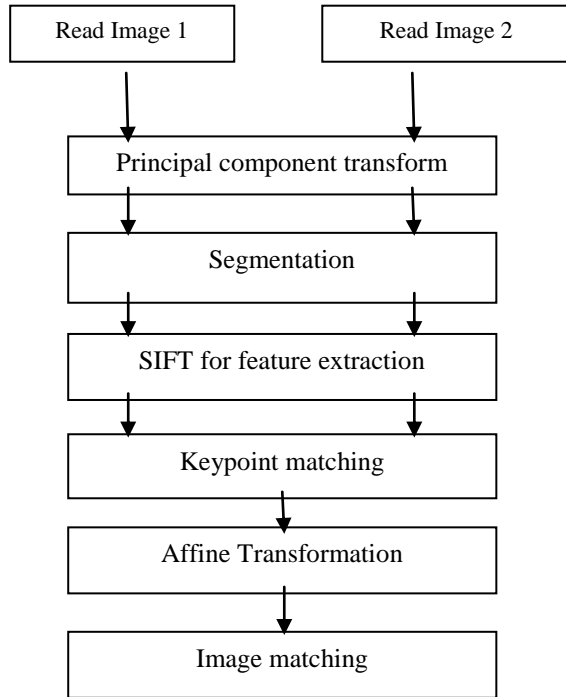 Read Image 1
Read Image 2
Principal component transform
Segmentation
SIFT for feature extraction
Keypoint matching
Affine Transformation
Image matching